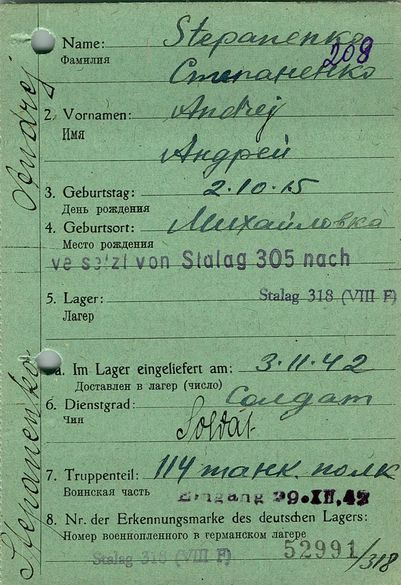 1. Name: Stepanenko
Фамилия
208
Степаненко
2. Vornamen: Andrej
Имя
Андрей
3. Geburtstag: 2.10.15
День рождения
4. Geburtsort: Михайловка
Место рождения
ve setzt von Stalag 305 nach
5. Lager: Stalag 318 (VIII F)
Лагерь
a. Im Lager eingeliefert am: 3.11.42
Доставлен в лагерь (число)
6. Dienstgrad: Солдат
Чин
Soldat
7. Truppenteil: 114 танк. полк
Воинская часть
Eingang 29.XII.42
8. Nr. der Erkennungsmarke des deutschen Lagers:
Номер военнопленного в германском лагере
Stalag 318 (VIII F) 52991/318
Stepanenko Andrej